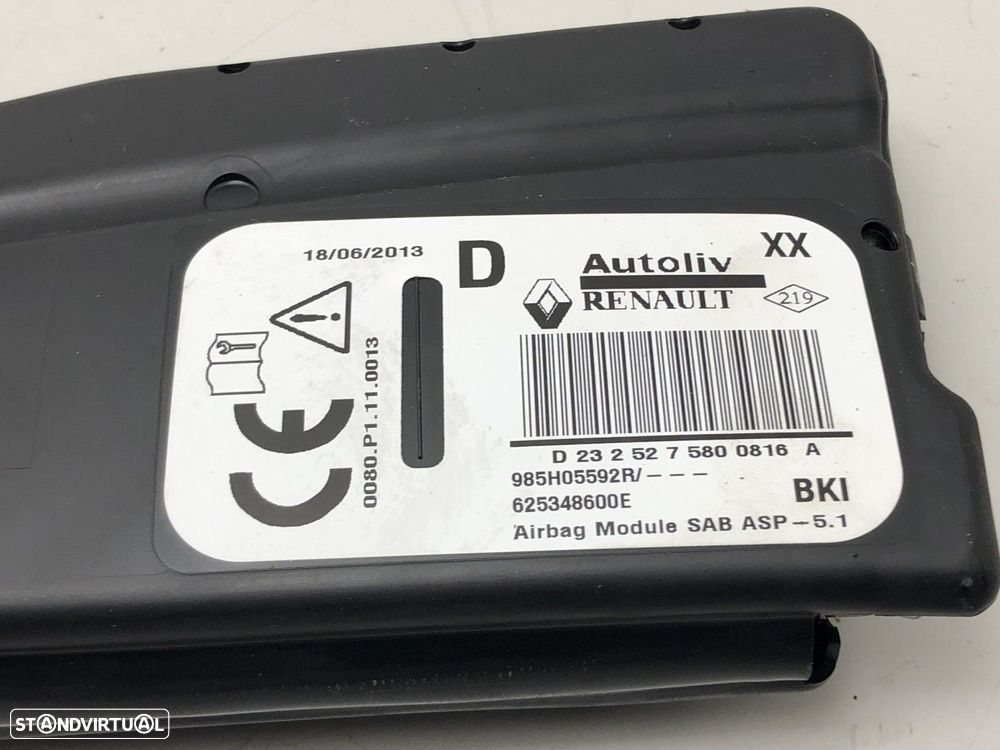 18/06/2013
D
Autoliv
XX
RENAULT
219
0080.P1.11.0013
CE
D 23 2 52 7 580 0816 A
985H05592R/---
625348600E
BKI
Airbag Module SAB ASP-5.1
STANDVIRTUAL